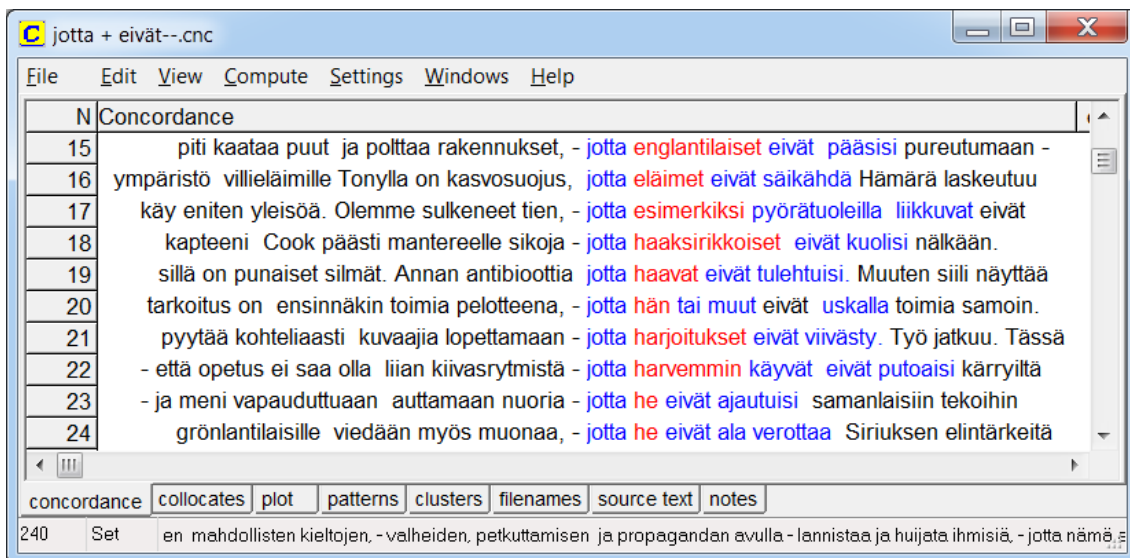 jotta + eivät--.cnc
File Edit View Compute Settings Windows Help
N Concordance
15 piti kaataa puut ja polttaa rakennukset, - jotta englantilaiset eivät pääsisi pureutumaan -
16 ympäristö villieläimille Tonylla on kasvosuojus, jotta eläimet eivät säikähdä Hämärä laskeutuu
17 käy eniten yleisöä. Olemme sulkeneet tien, - jotta esimerkiksi pyörätuoleilla liikkuvat eivät
18 kapteeni Cook päästi mantereelle sikoja - jotta haaksirikkoiset eivät kuolisi nälkään.
19 sillä on punaiset silmät. Annan antibioottia jotta haavat eivät tulehtuisi. Muuten siili näyttää
20 tarkoitus on ensinnäkin toimia pelotteena, - jotta hän tai muut eivät uskalla toimia samoin.
21 pyytää kohteliaasti kuvaajia lopettamaan - jotta harjoitukset eivät viivästy. Työ jatkuu. Tässä
22 - että opetus ei saa olla liian kiivasrytmistä - jotta harvemmin käyvät eivät putoaisi kärryiltä
23 - ja meni vapauduttuaan auttamaan nuoria - jotta he eivät ajautuisi samanlaisiin tekoihin
24 grönlantilaisille viedään myös muonaa, - jotta he eivät ala verottaa Siriuksen elintärkeitä
concordance collocates plot patterns clusters filenames source text notes
240 Set en mahdollisten kieltojen, - valheiden, petkuttamisen ja propagandan avulla - lannistaa ja huijata ihmisiä, - jotta nämä